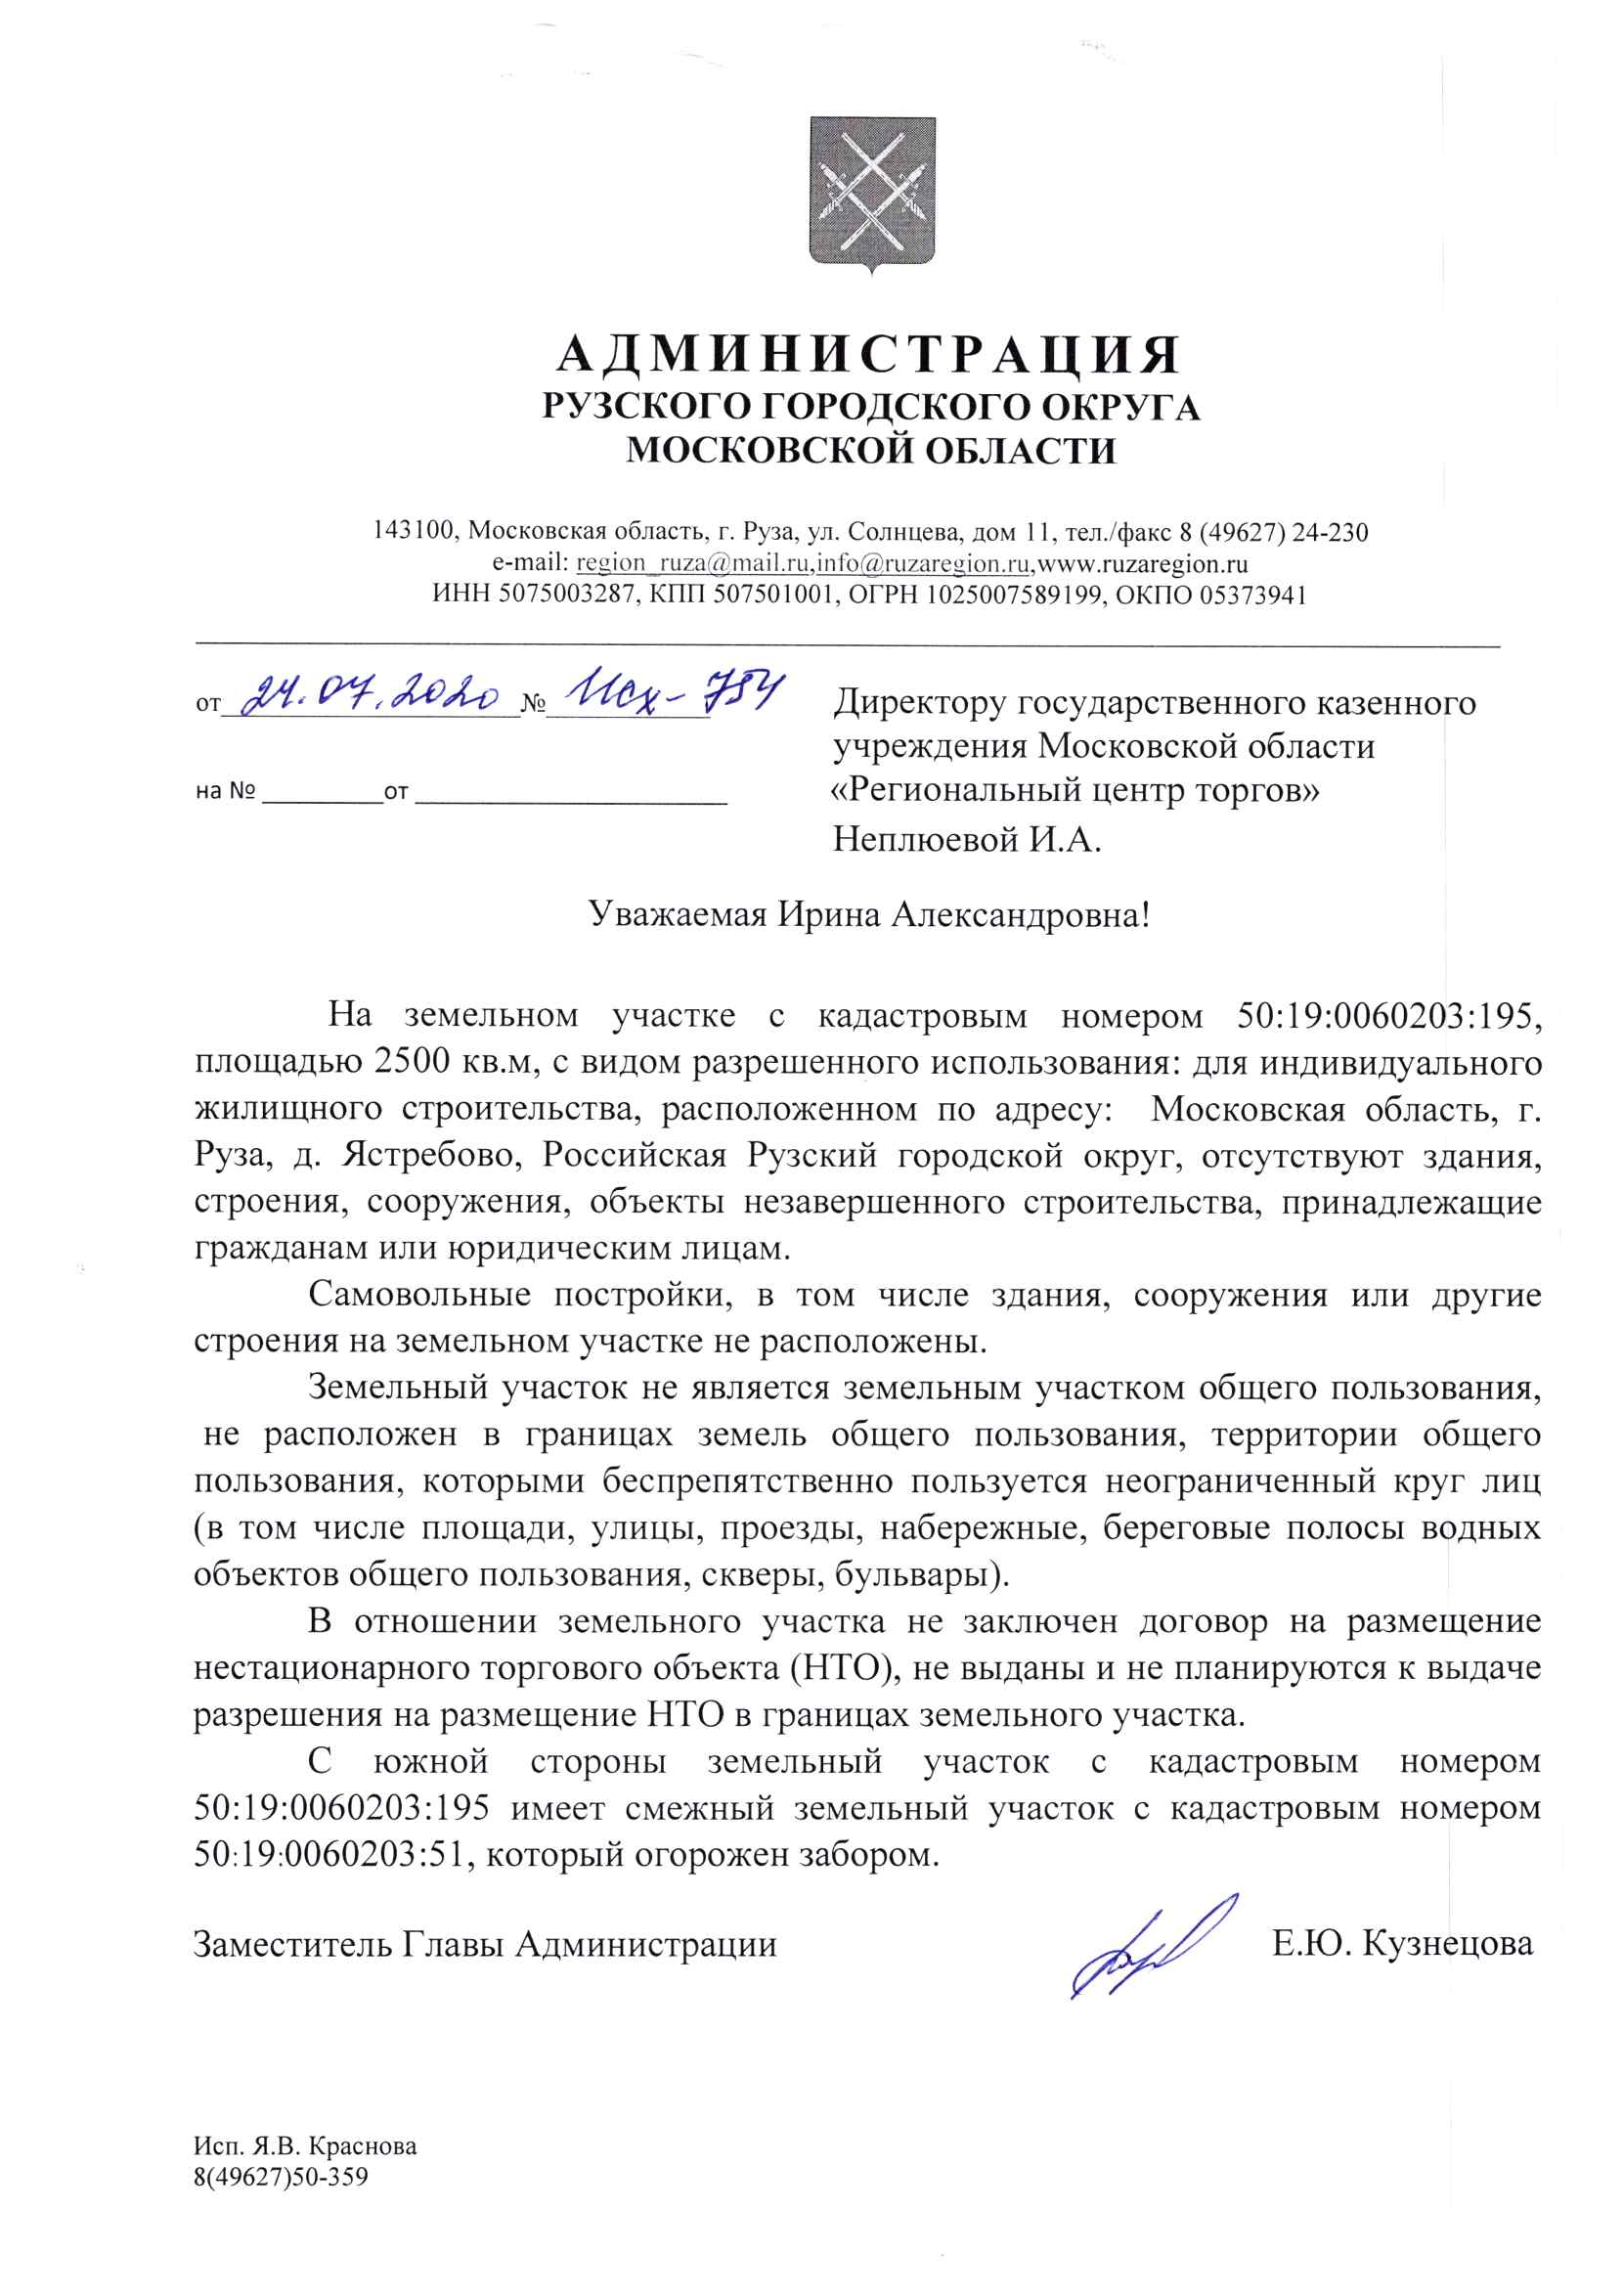 АДМИНИСТРАЦИЯ
РУЗСКОГО ГОРОДСКОГО ОКРУГА
МОСКОВСКОЙ ОБЛАСТИ
143100, Московская область, г. Руза, ул. Солнцева, дом 11, тел./факс 8 (49627) 24-230
e-mail: region_ruza@mail.ru,info@ruzaregion.ru,www.ruzaregion.ru
ИНН 5075003287, КПП 507501001, ОГРН 1025007589199, ОКПО 05373941
от 24.07.2020 № Исх-754
на № __________ от __________
Директору государственного казенного
учреждения Московской области
«Региональный центр торгов»
Неплюевой И.А.
Уважаемая Ирина Александровна!
На земельном участке с кадастровым номером 50:19:0060203:195,
площадью 2500 кв.м, с видом разрешенного использования: для индивидуального
жилищного строительства, расположенном по адресу: Московская область, г.
Руза, д. Ястребово, Российская Рузский городской округ, отсутствуют здания,
строения, сооружения, объекты незавершенного строительства, принадлежащие
гражданам или юридическим лицам.
Самовольные постройки, в том числе здания, сооружения или другие
строения на земельном участке не расположены.
Земельный участок не является земельным участком общего пользования,
не расположен в границах земель общего пользования, территории общего
пользования, которыми беспрепятственно пользуется неограниченный круг лиц
(в том числе площади, улицы, проезды, набережные, береговые полосы водных
объектов общего пользования, скверы, бульвары).
В отношении земельного участка не заключен договор на размещение
нестационарного торгового объекта (НТО), не выданы и не планируются к выдаче
разрешения на размещение НТО в границах земельного участка.
С южной стороны земельный участок с кадастровым номером
50:19:0060203:195 имеет смежный земельный участок с кадастровым номером
50:19:0060203:51, который огорожен забором.
Заместитель Главы Администрации Е.Ю. Кузнецова
Исп. Я.В. Краснова
8(49627)50-359